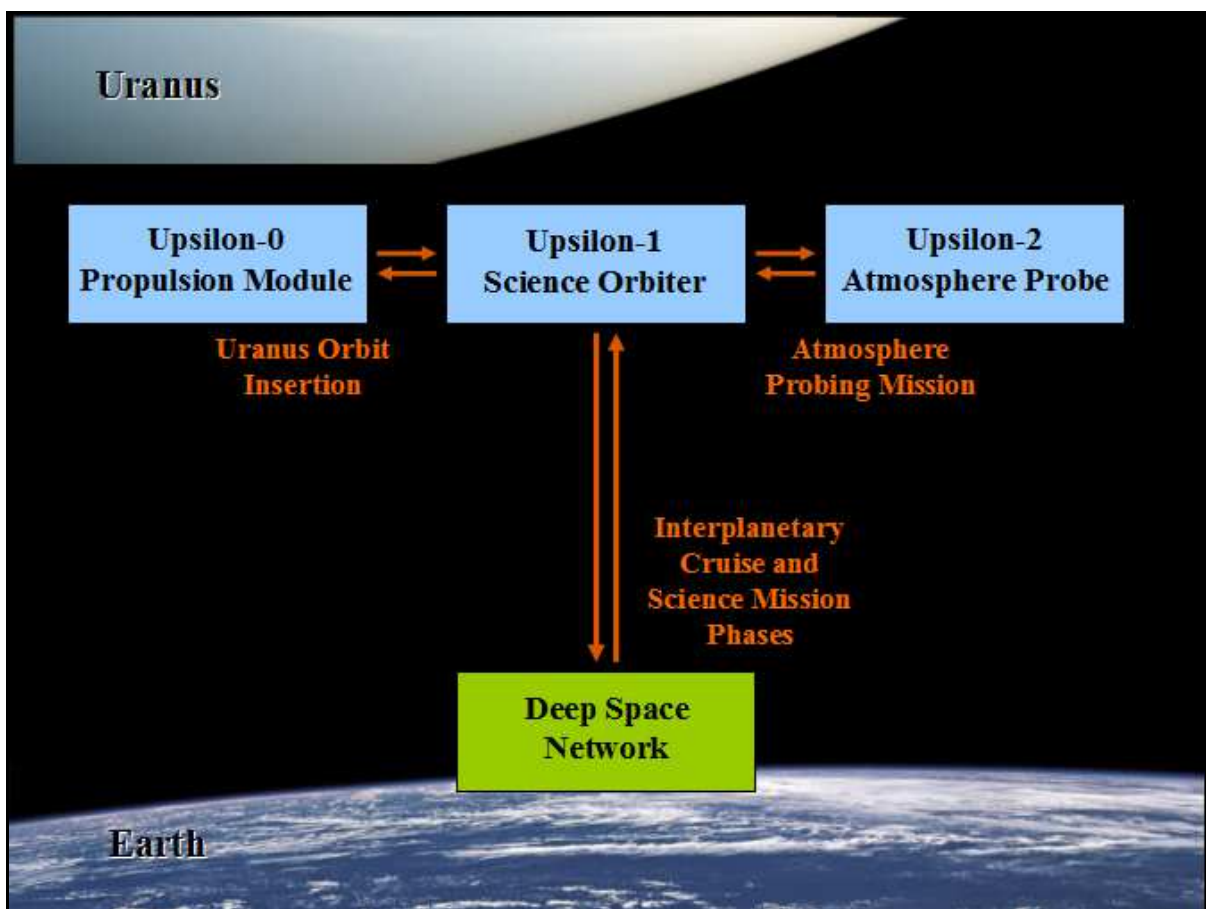 Uranus
Upsilon-0
Propulsion Module
Upsilon-1
Science Orbiter
Upsilon-2
Atmosphere Probe
Uranus Orbit
Insertion
Atmosphere
Probing Mission
Interplanetary
Cruise and
Science Mission
Phases
Deep Space
Network
Earth